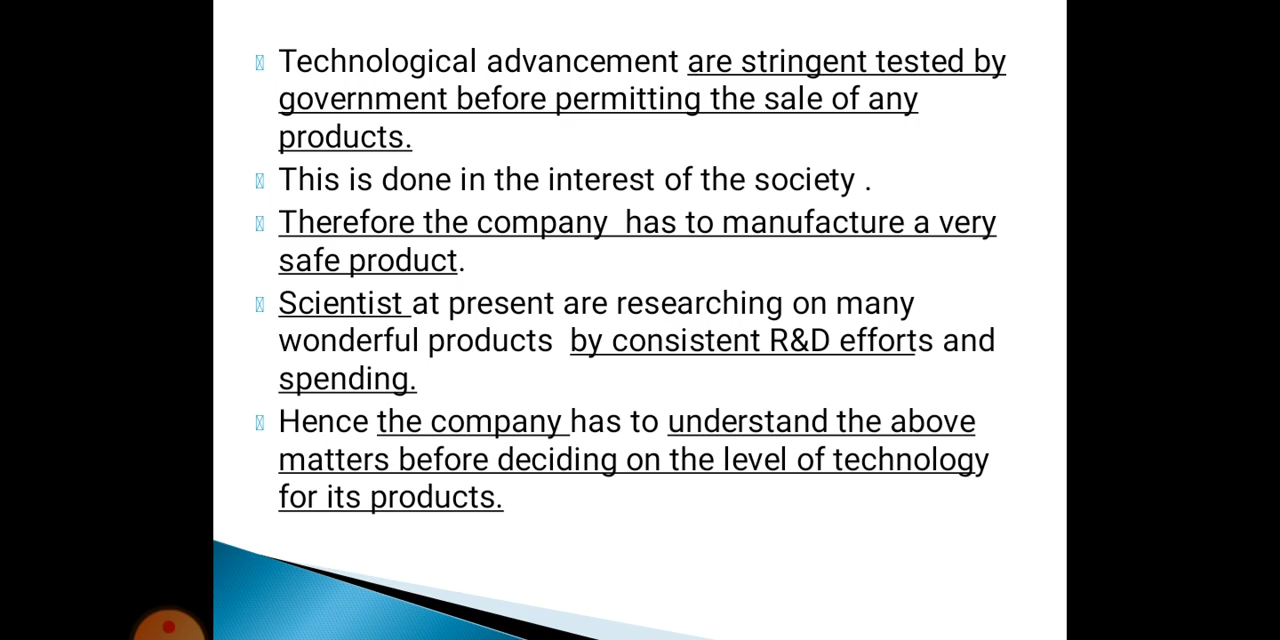 Technological advancement are stringent tested by
government before permitting the sale of any
products.
This is done in the interest of the society .
Therefore the company  has to manufacture a very
safe product.
Scientist at present are researching on many
wonderful products  by consistent R&D efforts and
spending.
Hence the company has to understand the above
matters before deciding on the level of technology
for its products.